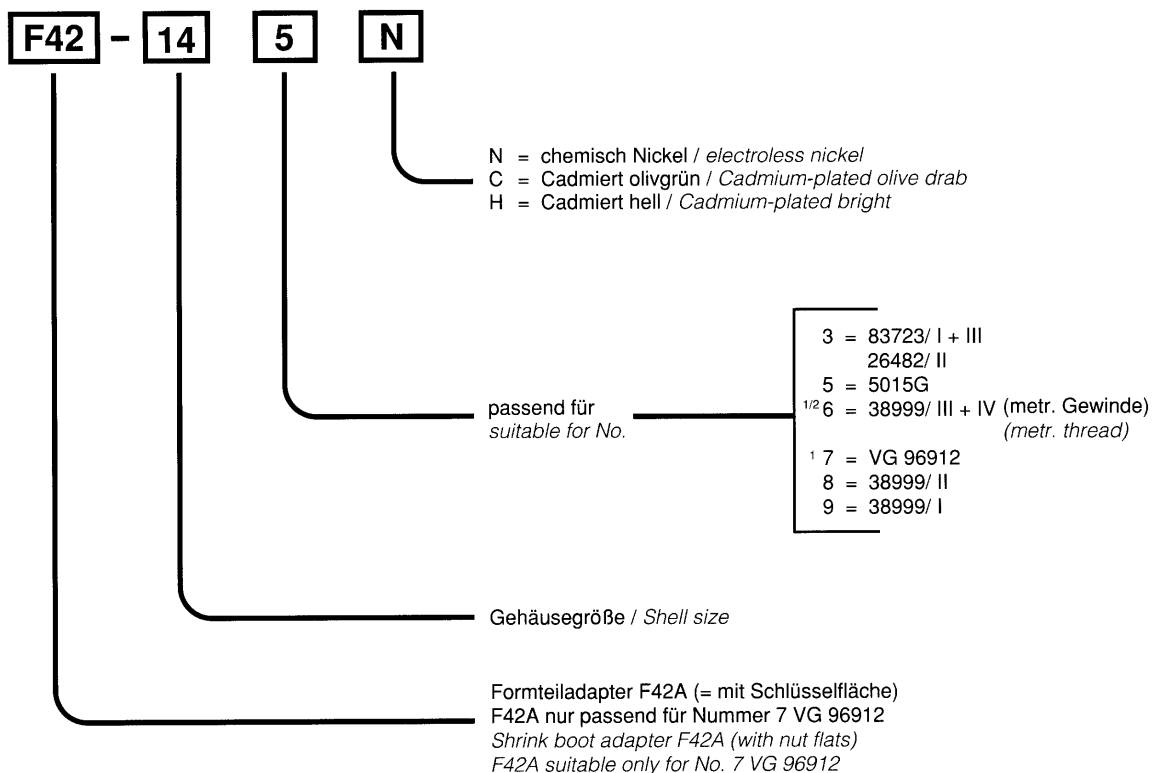 F42 - 14 5 N
N = chemisch Nickel / electroless nickel
C = Cadmiert olivgrün / Cadmium-plated olive drab
H = Cadmiert hell / Cadmium-plated bright
passend für
suitable for No.
3 = 83723/ I + III
26482/ II
5 = 5015G
1/2 6 = 38999/ III + IV (metr. Gewinde)
(metr. thread)
1 7 = VG 96912
8 = 38999/ II
9 = 38999/ I
Gehäusegröße / Shell size
Formteiladapter F42A (= mit Schlüsselfläche)
F42A nur passend für Nummer 7 VG 96912
Shrink boot adapter F42A (with nut flats)
F42A suitable only for No. 7 VG 96912